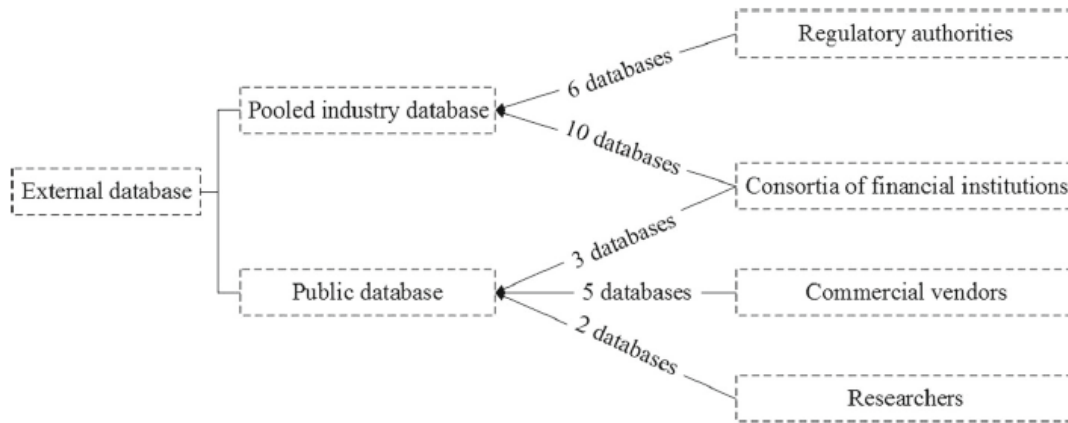 Regulatory authorities
6 databases
Pooled industry database
10 databases
External database
Consortia of financial institutions
3 databases
Public database
5 databases
Commercial vendors
2 databases
Researchers